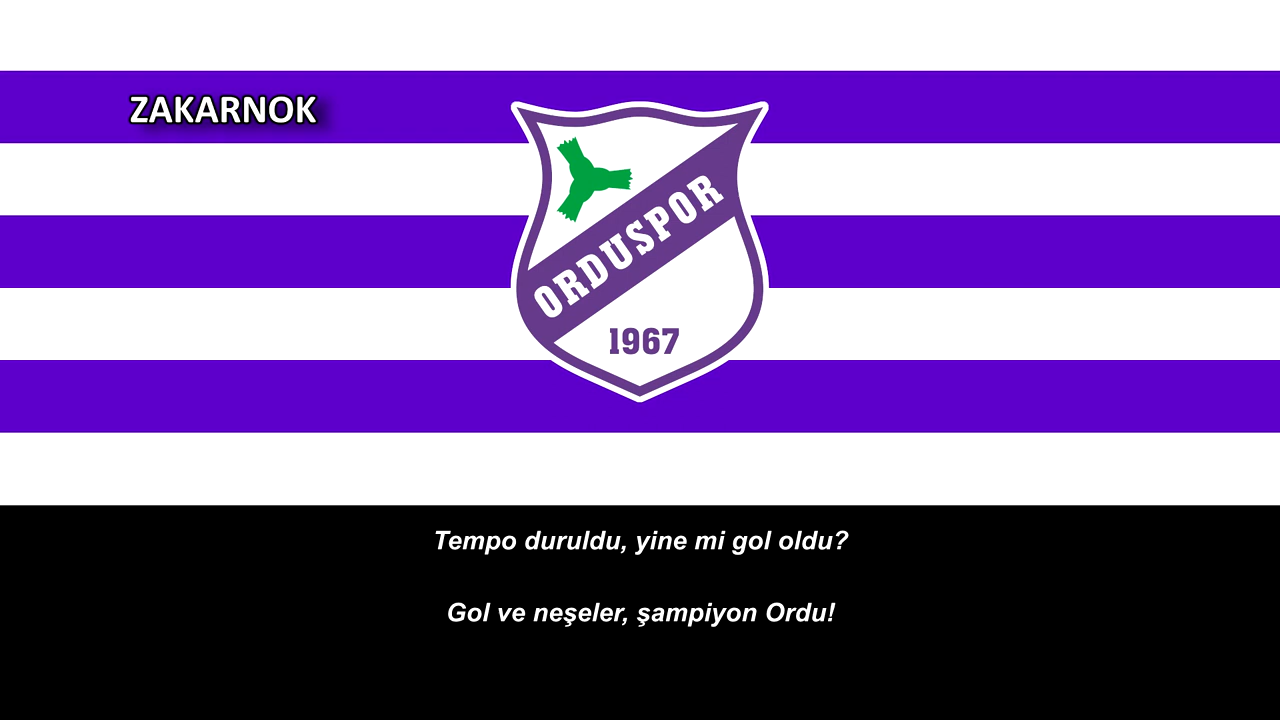 ZAKARNOK
ORDUSPOR
1967
Tempo duruldu, yine mi gol oldu?
Gol ve neşeler, şampiyon Ordu!